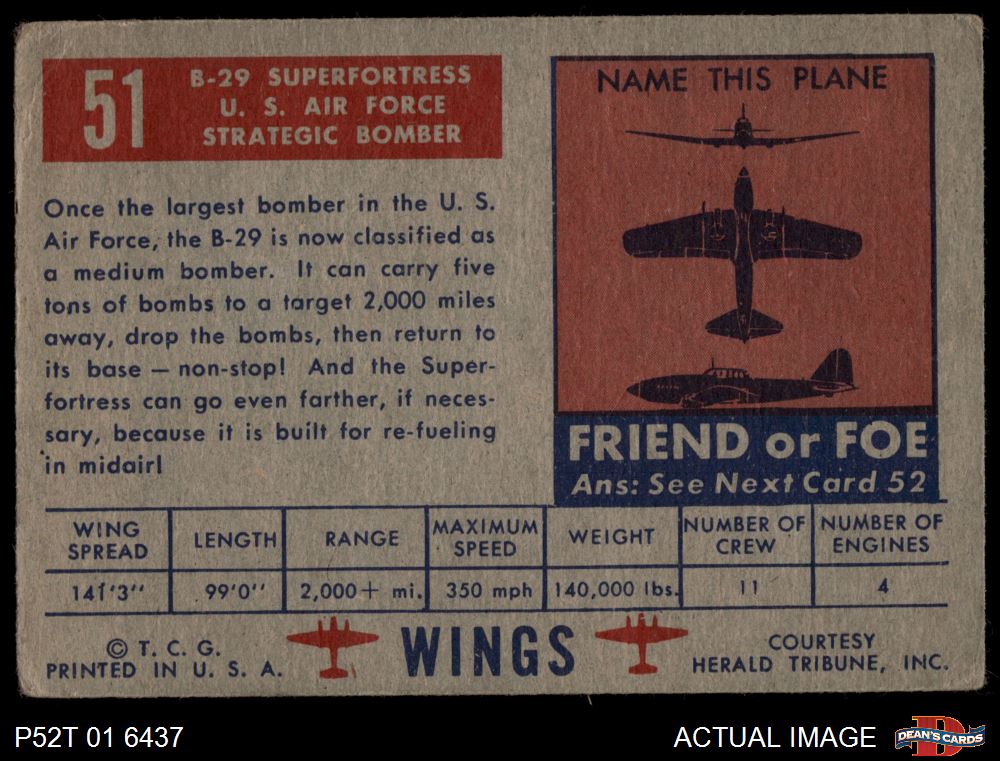 51
B-29 SUPERFORTRESS
U. S. AIR FORCE
STRATEGIC BOMBER
Once the largest bomber in the U. S.
Air Force, the B-29 is now classified as
a medium bomber. It can carry five
tons of bombs to a target 2,000 miles
away, drop the bombs, then return to
its base — non-stop! And the Super-
fortress can go even farther, if neces-
sary, because it is built for re-fueling
in midair!
NAME THIS PLANE
FRIEND or FOE
Ans: See Next Card 52
WING SPREAD
LENGTH
RANGE
MAXIMUM SPEED
WEIGHT
NUMBER OF CREW
NUMBER OF ENGINES
141'3''
99'0''
2,000+ mi.
350 mph
140,000 lbs.
11
4
© T. C. G.
PRINTED IN U. S. A.
WINGS
COURTESY
HERALD TRIBUNE, INC.
P52T 01 6437
ACTUAL IMAGE
D
DEAN'S CARDS